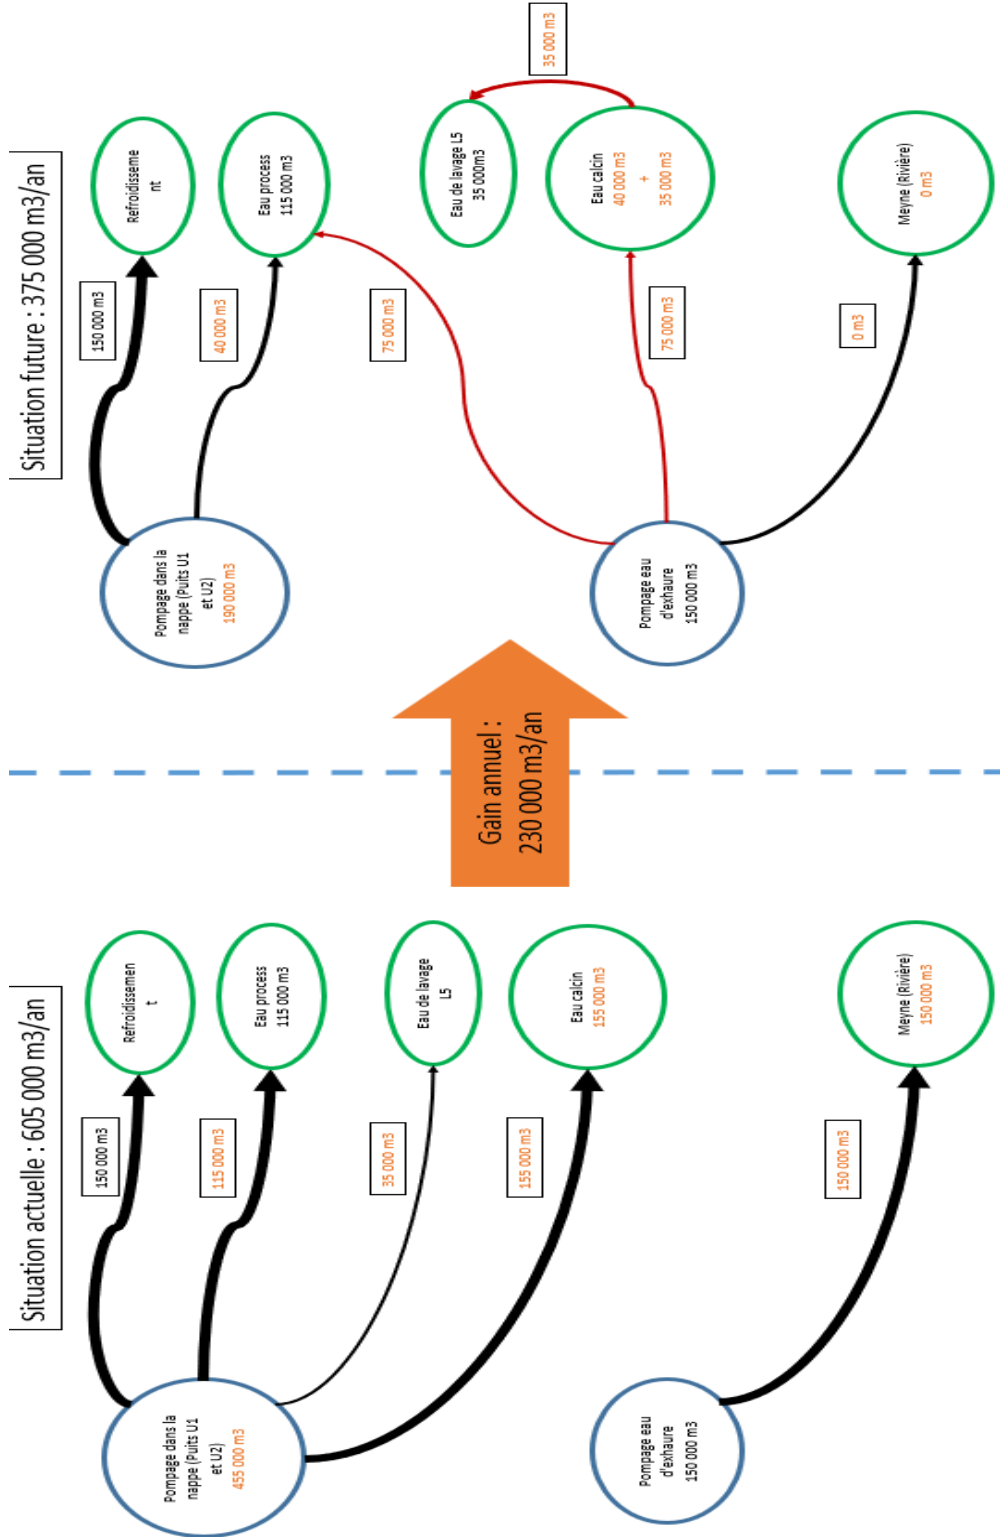 Situation actuelle : 605 000 m3/an
Pompage dans la
nappe (Puits U1
et U2)
455 000 m3
150 000 m3
Refroidissemen
t
115 000 m3
Eau process
115 000 m3
35 000 m3
Eau de lavage
L5
155 000 m3
Eau calcin
155 000 m3
Pompage eau
d'exhaure
150 000 m3
150 000 m3
Meyne (Rivière)
150 000 m3
Gain annuel :
230 000 m3/an
Situation future : 375 000 m3/an
Pompage dans la
nappe (Puits U1
et U2)
190 000 m3
150 000 m3
Refroidisseme
nt
40 000 m3
Eau process
115 000 m3
75 000 m3
Eau de lavage L5
35 000m3
35 000 m3
75 000 m3
Eau calcin
40 000 m3
+
35 000 m3
Pompage eau
d'exhaure
150 000 m3
0 m3
Meyne (Rivière)
0 m3